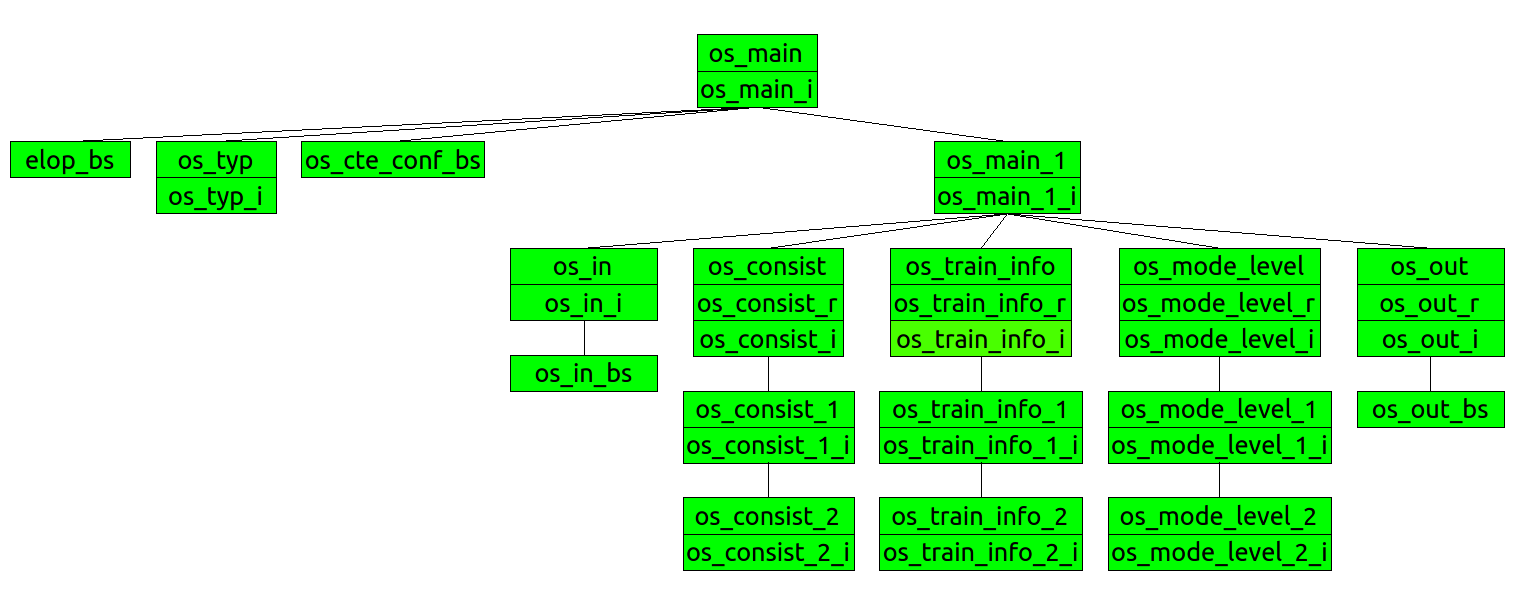 os_main
os_main_i
elop_bs
os_typ
os_typ_i
os_cte_conf_bs
os_main_1
os_main_1_i
os_in
os_in_i
os_in_bs
os_consist
os_consist_r
os_consist_i
os_consist_1
os_consist_1_i
os_consist_2
os_consist_2_i
os_train_info
os_train_info_r
os_train_info_i
os_train_info_1
os_train_info_1_i
os_train_info_2
os_train_info_2_i
os_mode_level
os_mode_level_r
os_mode_level_i
os_mode_level_1
os_mode_level_1_i
os_mode_level_2
os_mode_level_2_i
os_out
os_out_r
os_out_i
os_out_bs